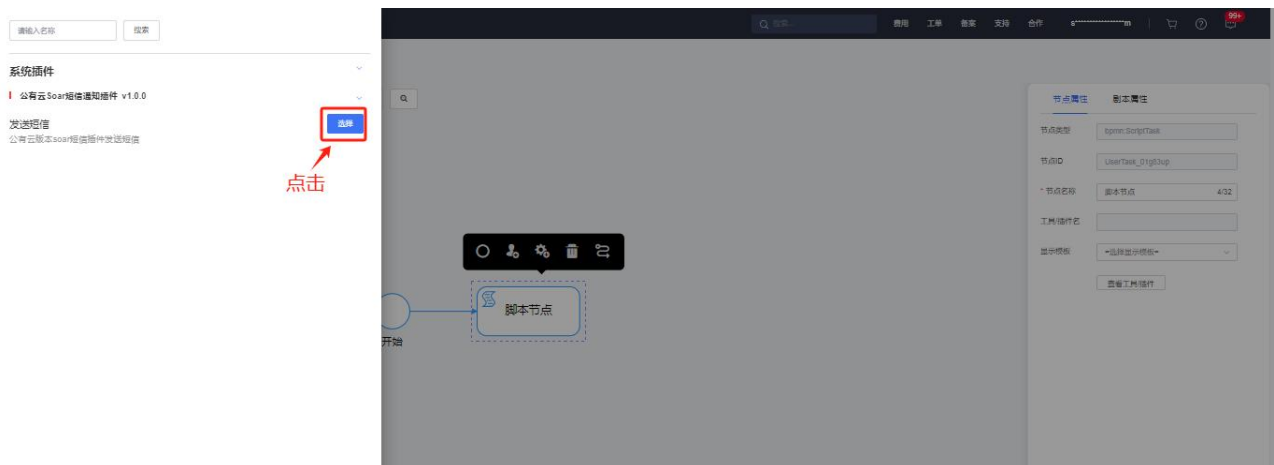 请输入名称 搜索
搜索...
费用 工单 备案 支持 合作 s*****************m 99+
系统插件
公有云Soar短信通知插件 v1.0.0
发送短信 选择
公有云版本soar短信插件发送短信
点击
节点属性 剧本属性
节点类型 bpmn:ScriptTask
节点ID
* 节点名称 脚本节点 4/32
工具/插件名
显示模板 =选择显示模板=
查看工具/插件
脚本节点
开始